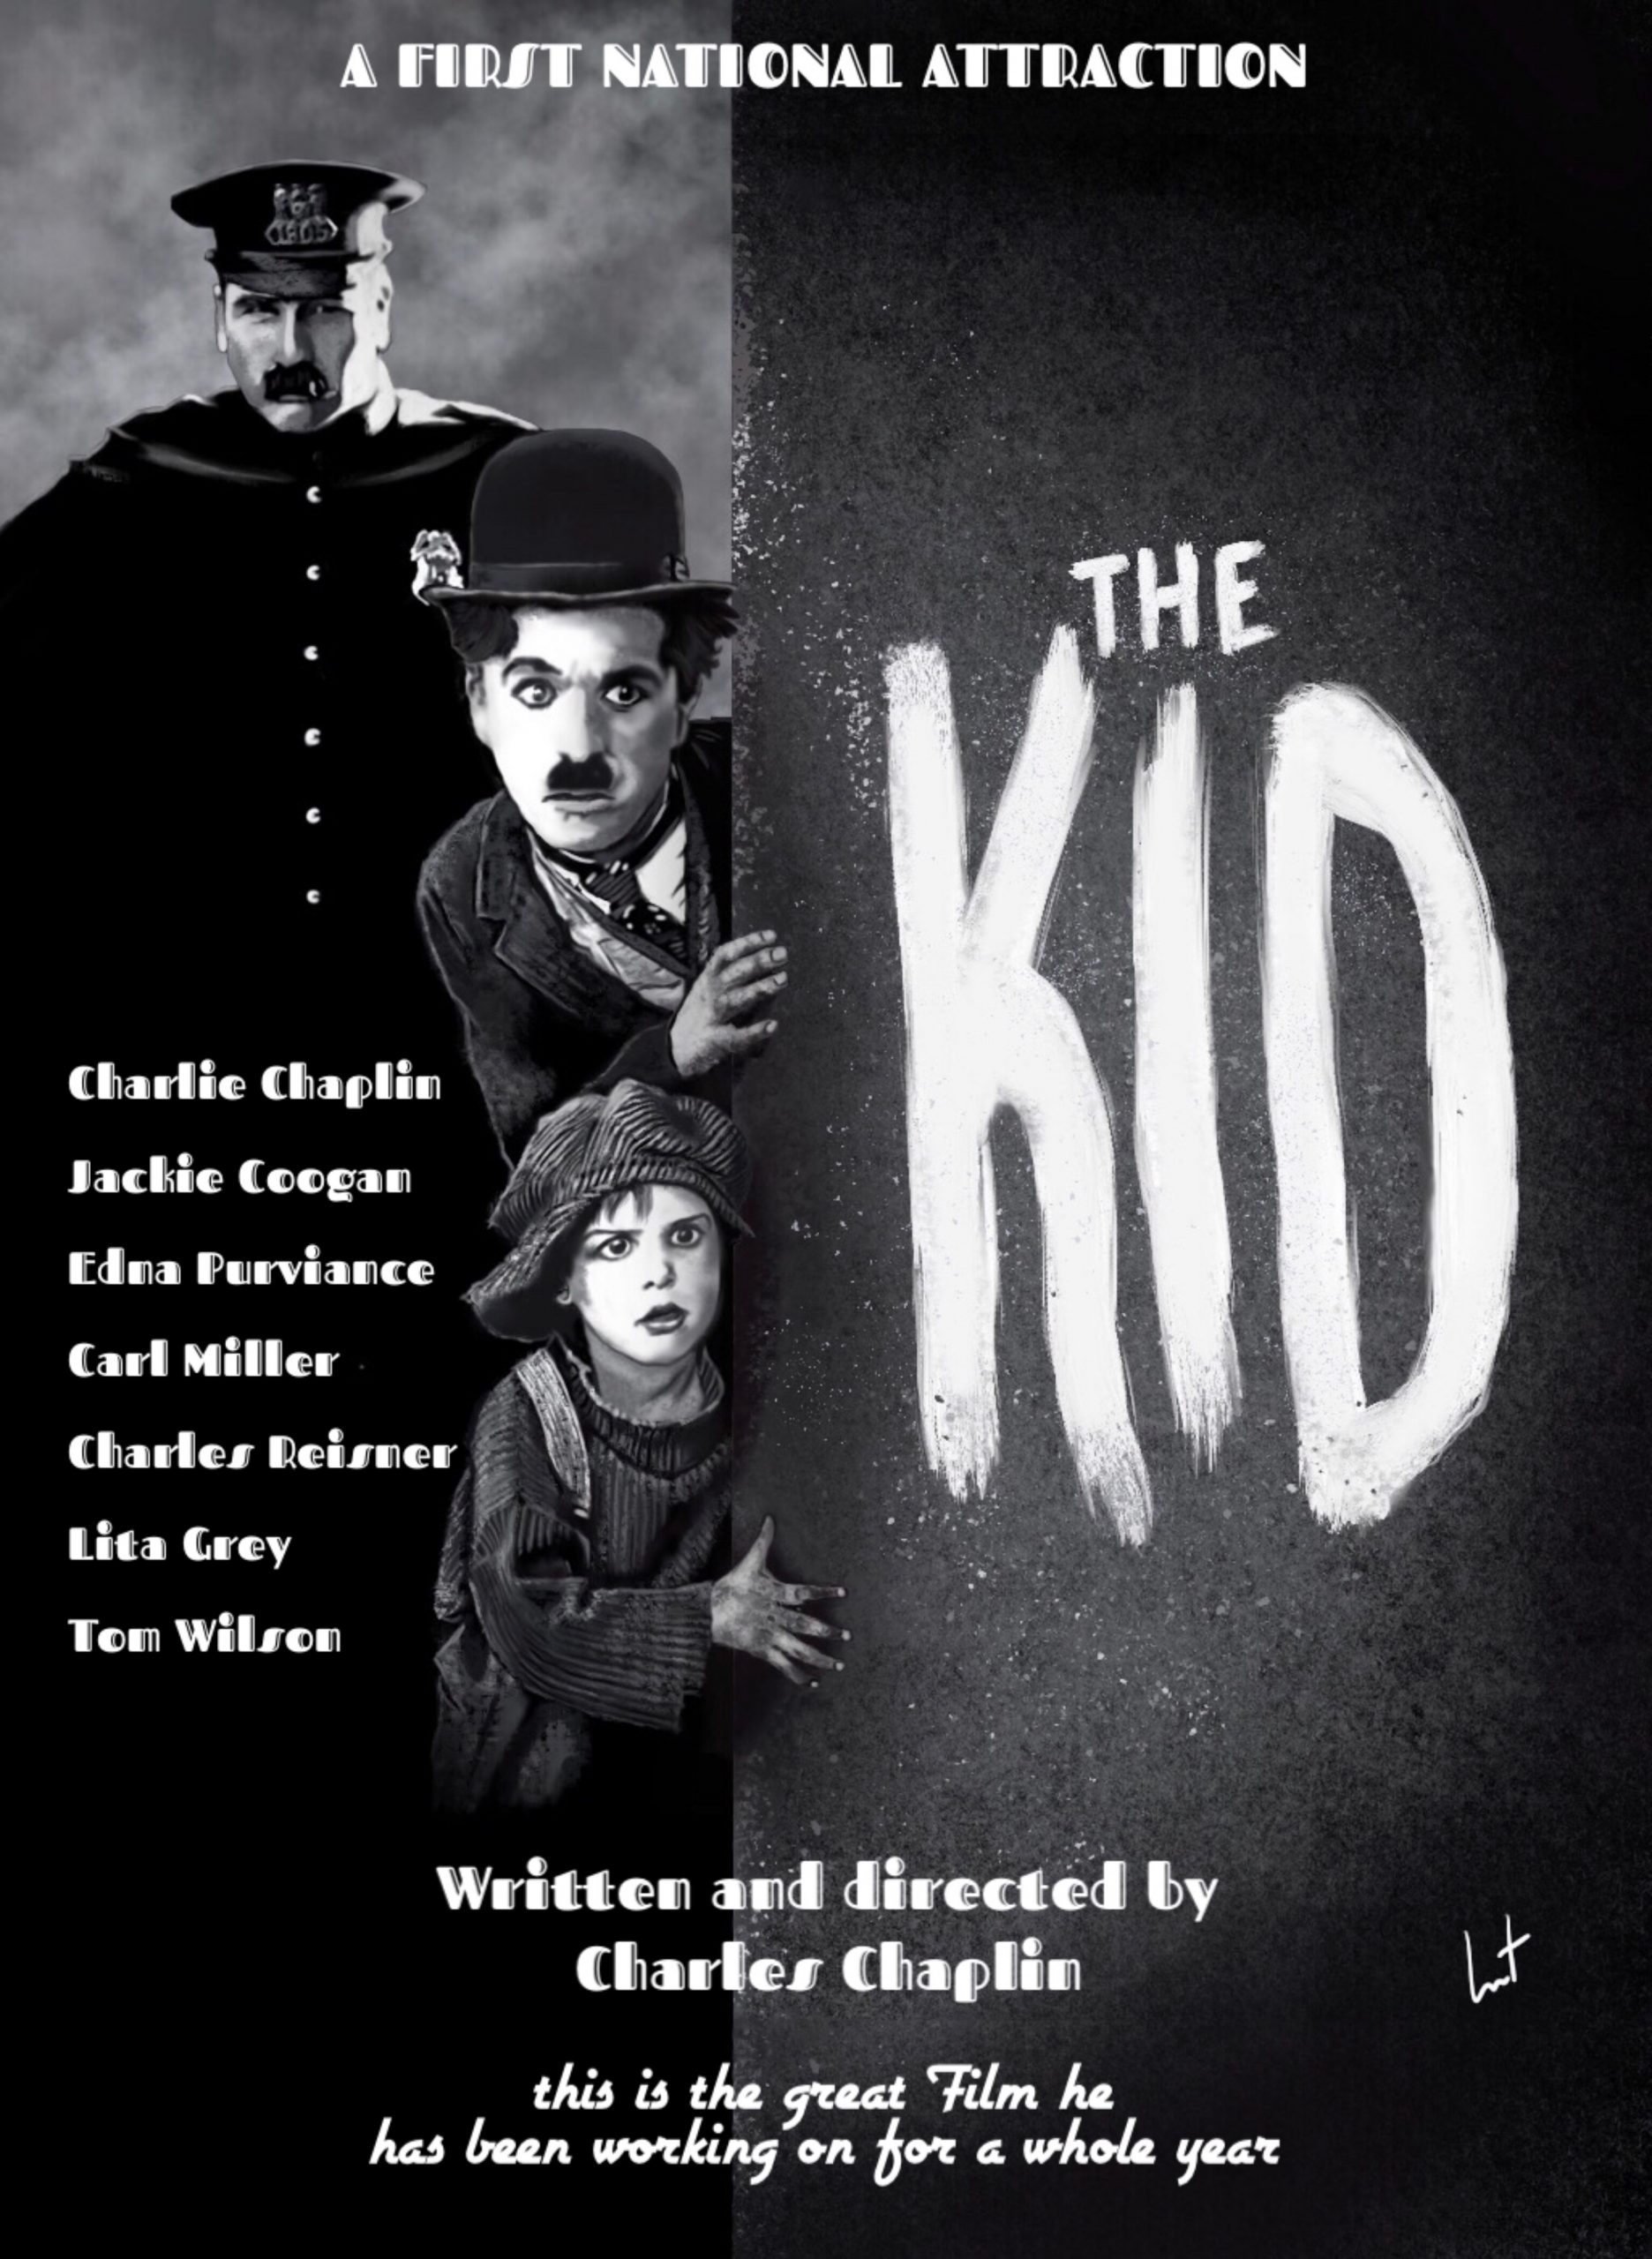 A FIRST NATIONAL ATTRACTION
1805
THE
KID
Charlie Chaplin
Jackie Coogan
Edna Purviance
Carl Miller
Charles Reisner
Lita Grey
Tom Wilson
Written and directed by
Charles Chaplin
this is the great Film he
has been working on for a whole year